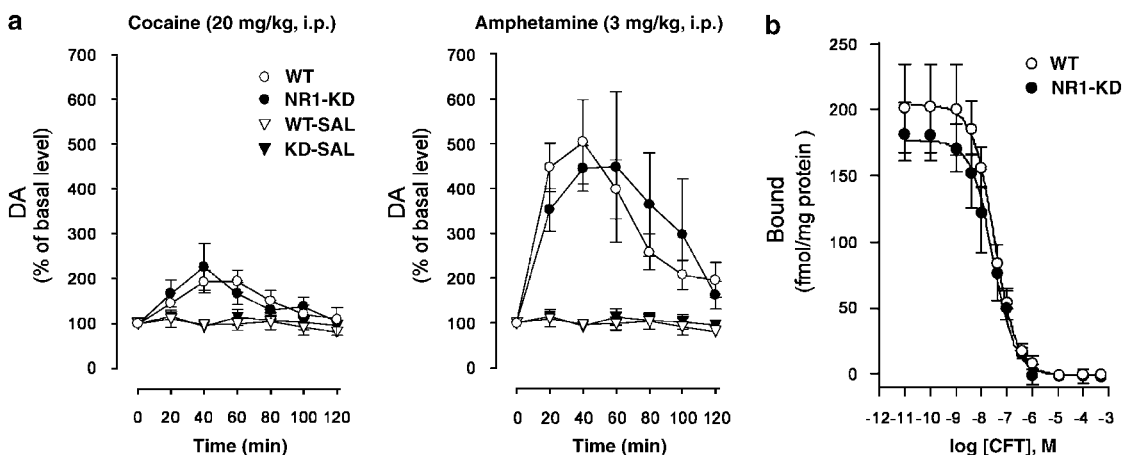 a
Cocaine (20 mg/kg, i.p.)
DA
(% of basal level)
700
600
500
400
300
200
100
0
WT
NR1-KD
WT-SAL
KD-SAL
0 20 40 60 80 100 120
Time (min)
Amphetamine (3 mg/kg, i.p.)
DA
(% of basal level)
700
600
500
400
300
200
100
0
0 20 40 60 80 100 120
Time (min)
b
Bound
(fmol/mg protein )
250
200
150
100
50
0
WT
NR1-KD
-12 -11 -10 -9 -8 -7 -6 -5 -4 -3
log [CFT], M